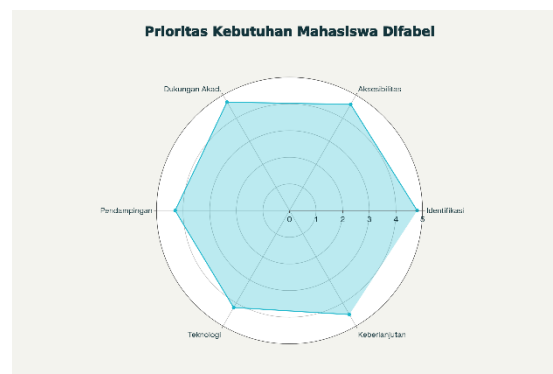 Prioritas Kebutuhan Mahasiswa Difabel
Dukungan Akad.
Aksesibilitas
Pendampingan
0 1 2 3 4 5
Identifikasi
Teknologi
Keberlanjutan